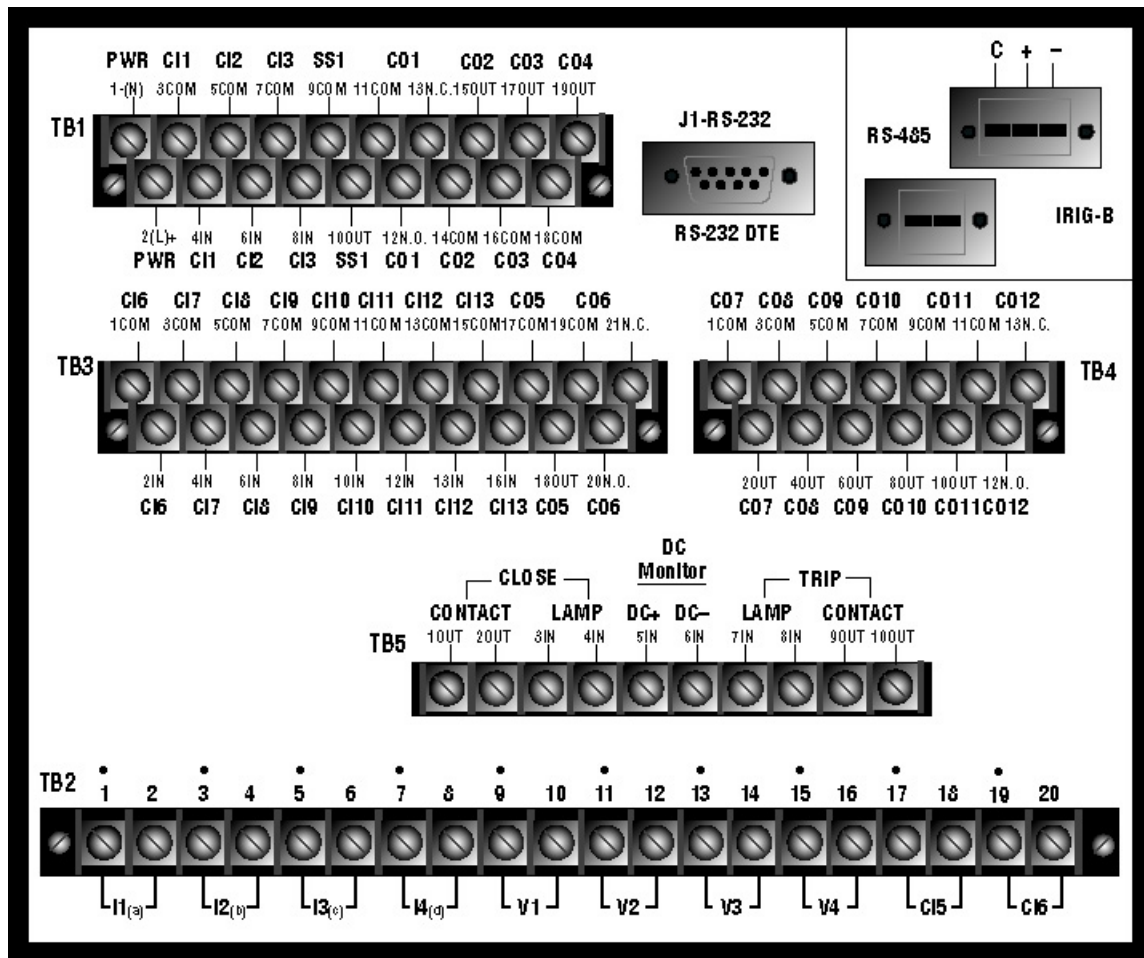 PWR CI1 CI2 CI3 SS1 CO1 CO2 CO3 CO4
1-(N) 3COM 5COM 7COM 9COM 11COM 13N.C. 15OUT 17OUT 19OUT
TB1
2(L)+ 4IN 6IN 8IN 10OUT 12N.O. 14COM 16COM 18COM
PWR CI1 CI2 CI3 SS1 CO1 CO2 CO3 CO4
J1-RS-232
RS-232 DTE
C + −
RS-485
IRIG-B
CI6 CI7 CI8 CI9 CI10 CI11 CI12 CI13 CO5 CO6
1COM 3COM 5COM 7COM 9COM 11COM 13COM 15COM 17COM 19COM 21N.C.
TB3
2IN 4IN 6IN 8IN 10IN 12IN 13IN 16IN 18OUT 20N.O.
CI6 CI7 CI8 CI9 CI10 CI11 CI12 CI13 CO5 CO6
CO7 CO8 CO9 CO10 CO11 CO12
1COM 3COM 5COM 7COM 9COM 11COM 13N.C.
TB4
2OUT 4OUT 6OUT 8OUT 10OUT 12N.O.
CO7 CO8 CO9 CO10 CO11 CO12
DC
Monitor
CLOSE TRIP
CONTACT LAMP DC+ DC− LAMP CONTACT
1OUT 2OUT 3IN 4IN 5IN 6IN 7IN 8IN 9OUT 10OUT
TB5
TB2
1 2 3 4 5 6 7 8 9 10 11 12 13 14 15 16 17 18 19 20
I1(a) I2(b) I3(c) I4(d) V1 V2 V3 V4 CI5 CI6